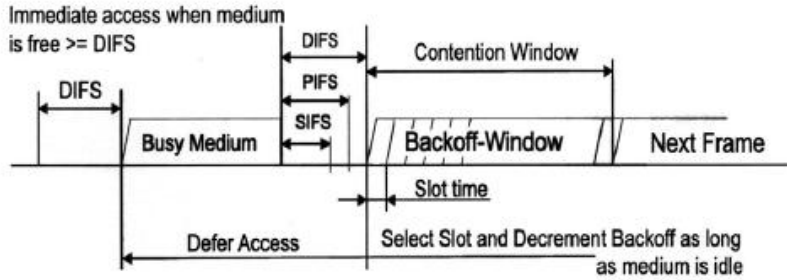 Immediate access when medium
is free >= DIFS
DIFS
Contention Window
DIFS
PIFS
SIFS
Busy Medium
Backoff-Window
Next Frame
Slot time
Defer Access
Select Slot and Decrement Backoff as long
as medium is idle